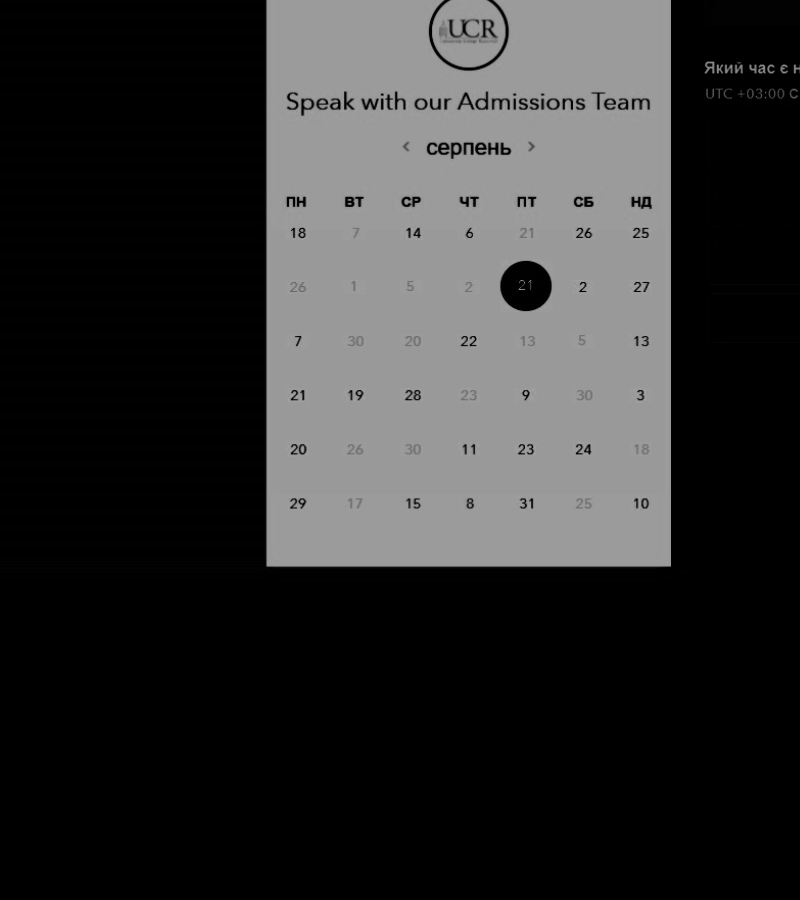 UCR
Speak with our Admissions Team
‹ серпень ›
ПН ВТ СР ЧТ ПТ СБ НД
18 7 14 6 21 26 25
26 1 5 2 21 2 27
7 30 20 22 13 5 13
21 19 28 23 9 30 3
20 26 30 11 23 24 18
29 17 15 8 31 25 10
Який час є н
UTC +03:00 С